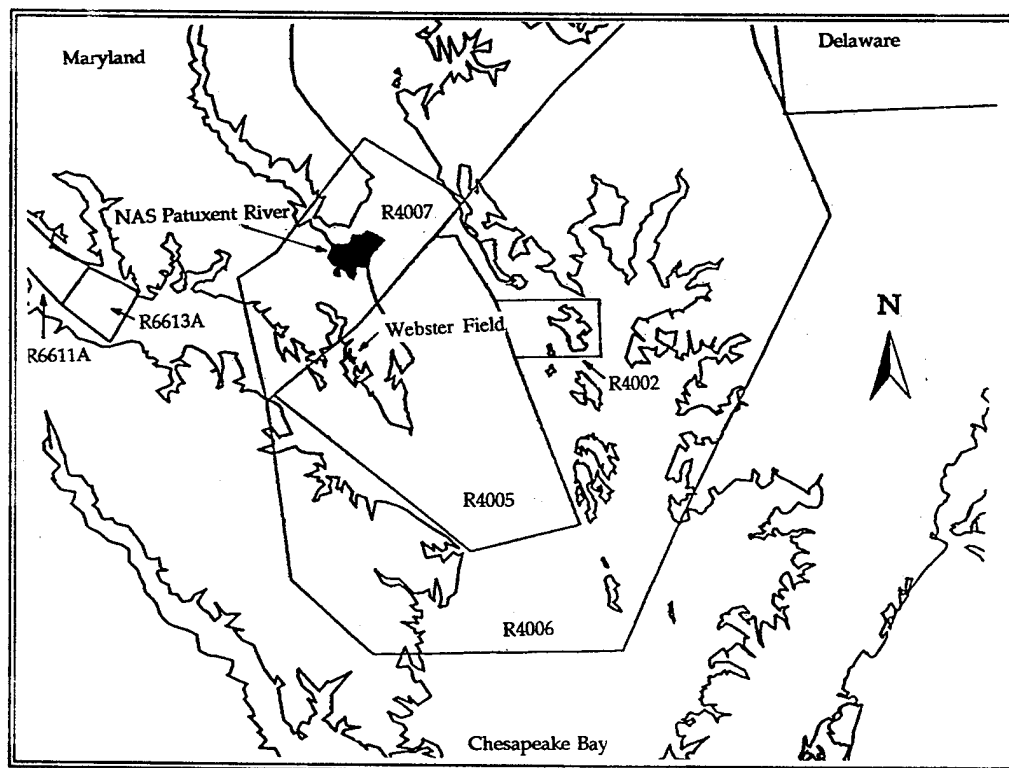 Maryland
Delaware
NAS Patuxent River
R4007
N
R6613A
Webster Field
R6611A
R4002
R4005
R4006
Chesapeake Bay